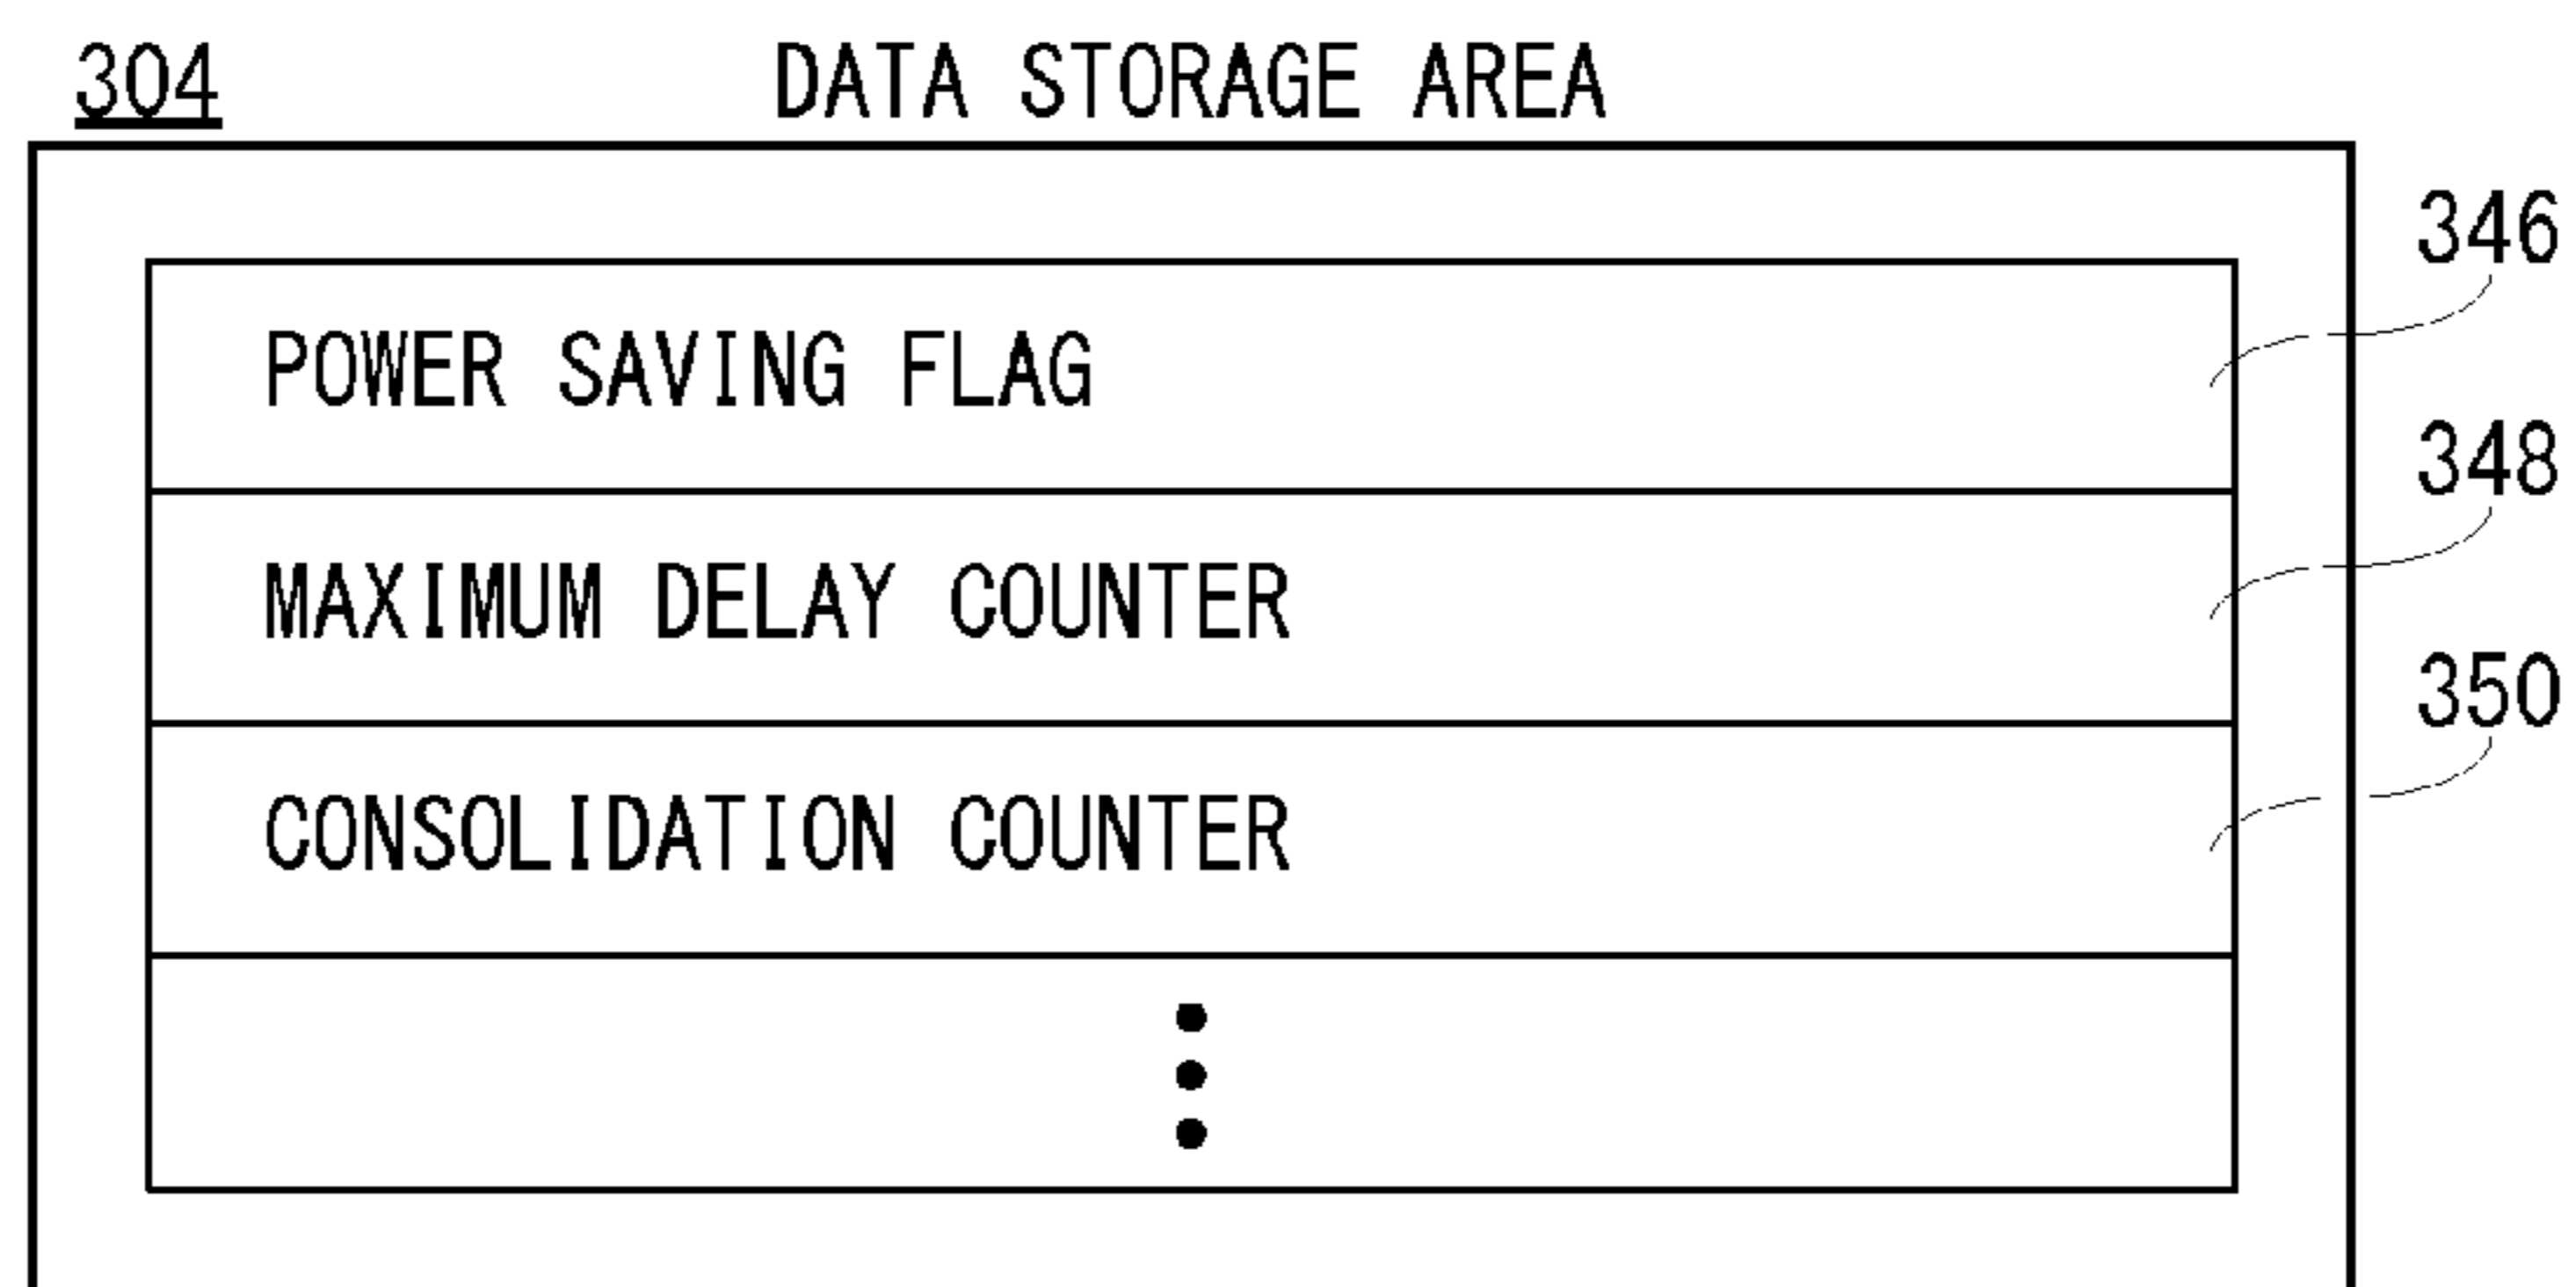 304 DATA STORAGE AREA
346
POWER SAVING FLAG
348
MAXIMUM DELAY COUNTER
350
CONSOLIDATION COUNTER